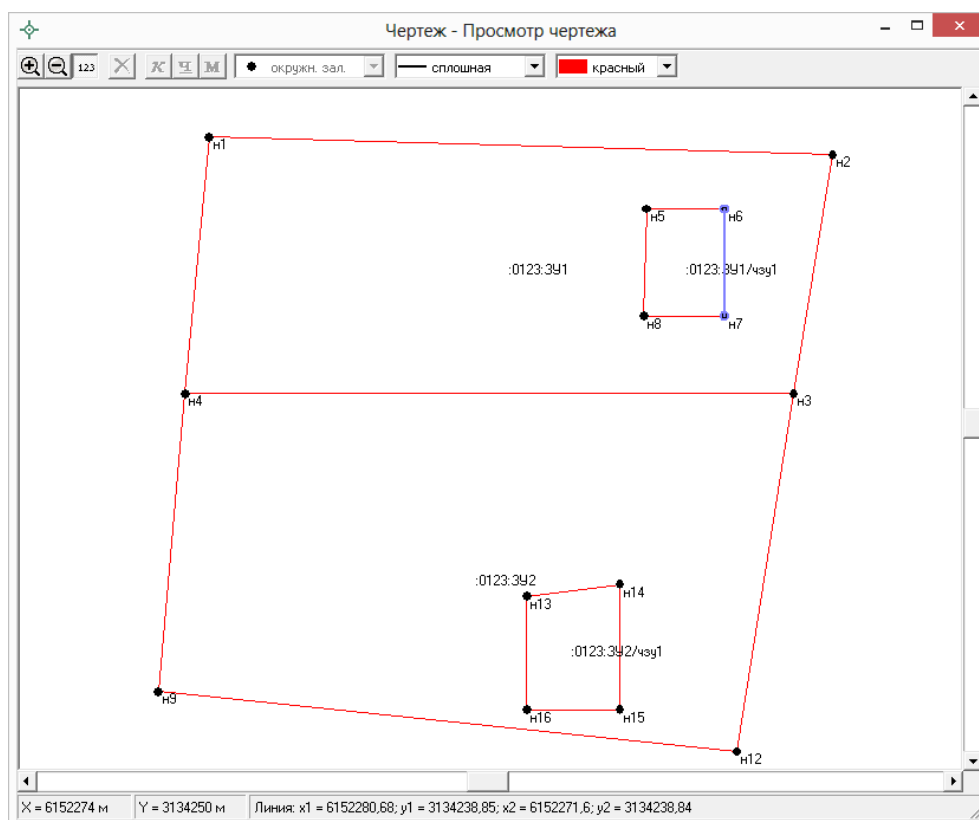 Чертеж - Просмотр чертежа
123 К Ч М окружн. зал. сплошная красный
н1
н2
н5 н6
:0123:ЗУ1 :0123:ЗУ1/чзу1
н8 н7
н4 н3
:0123:ЗУ2
н14
н13
:0123:ЗУ2/чзу1
н9
н16 н15
н12
X = 6152274 м Y = 3134250 м Линия: x1 = 6152280,68; y1 = 3134238,85; x2 = 6152271,6; y2 = 3134238,84